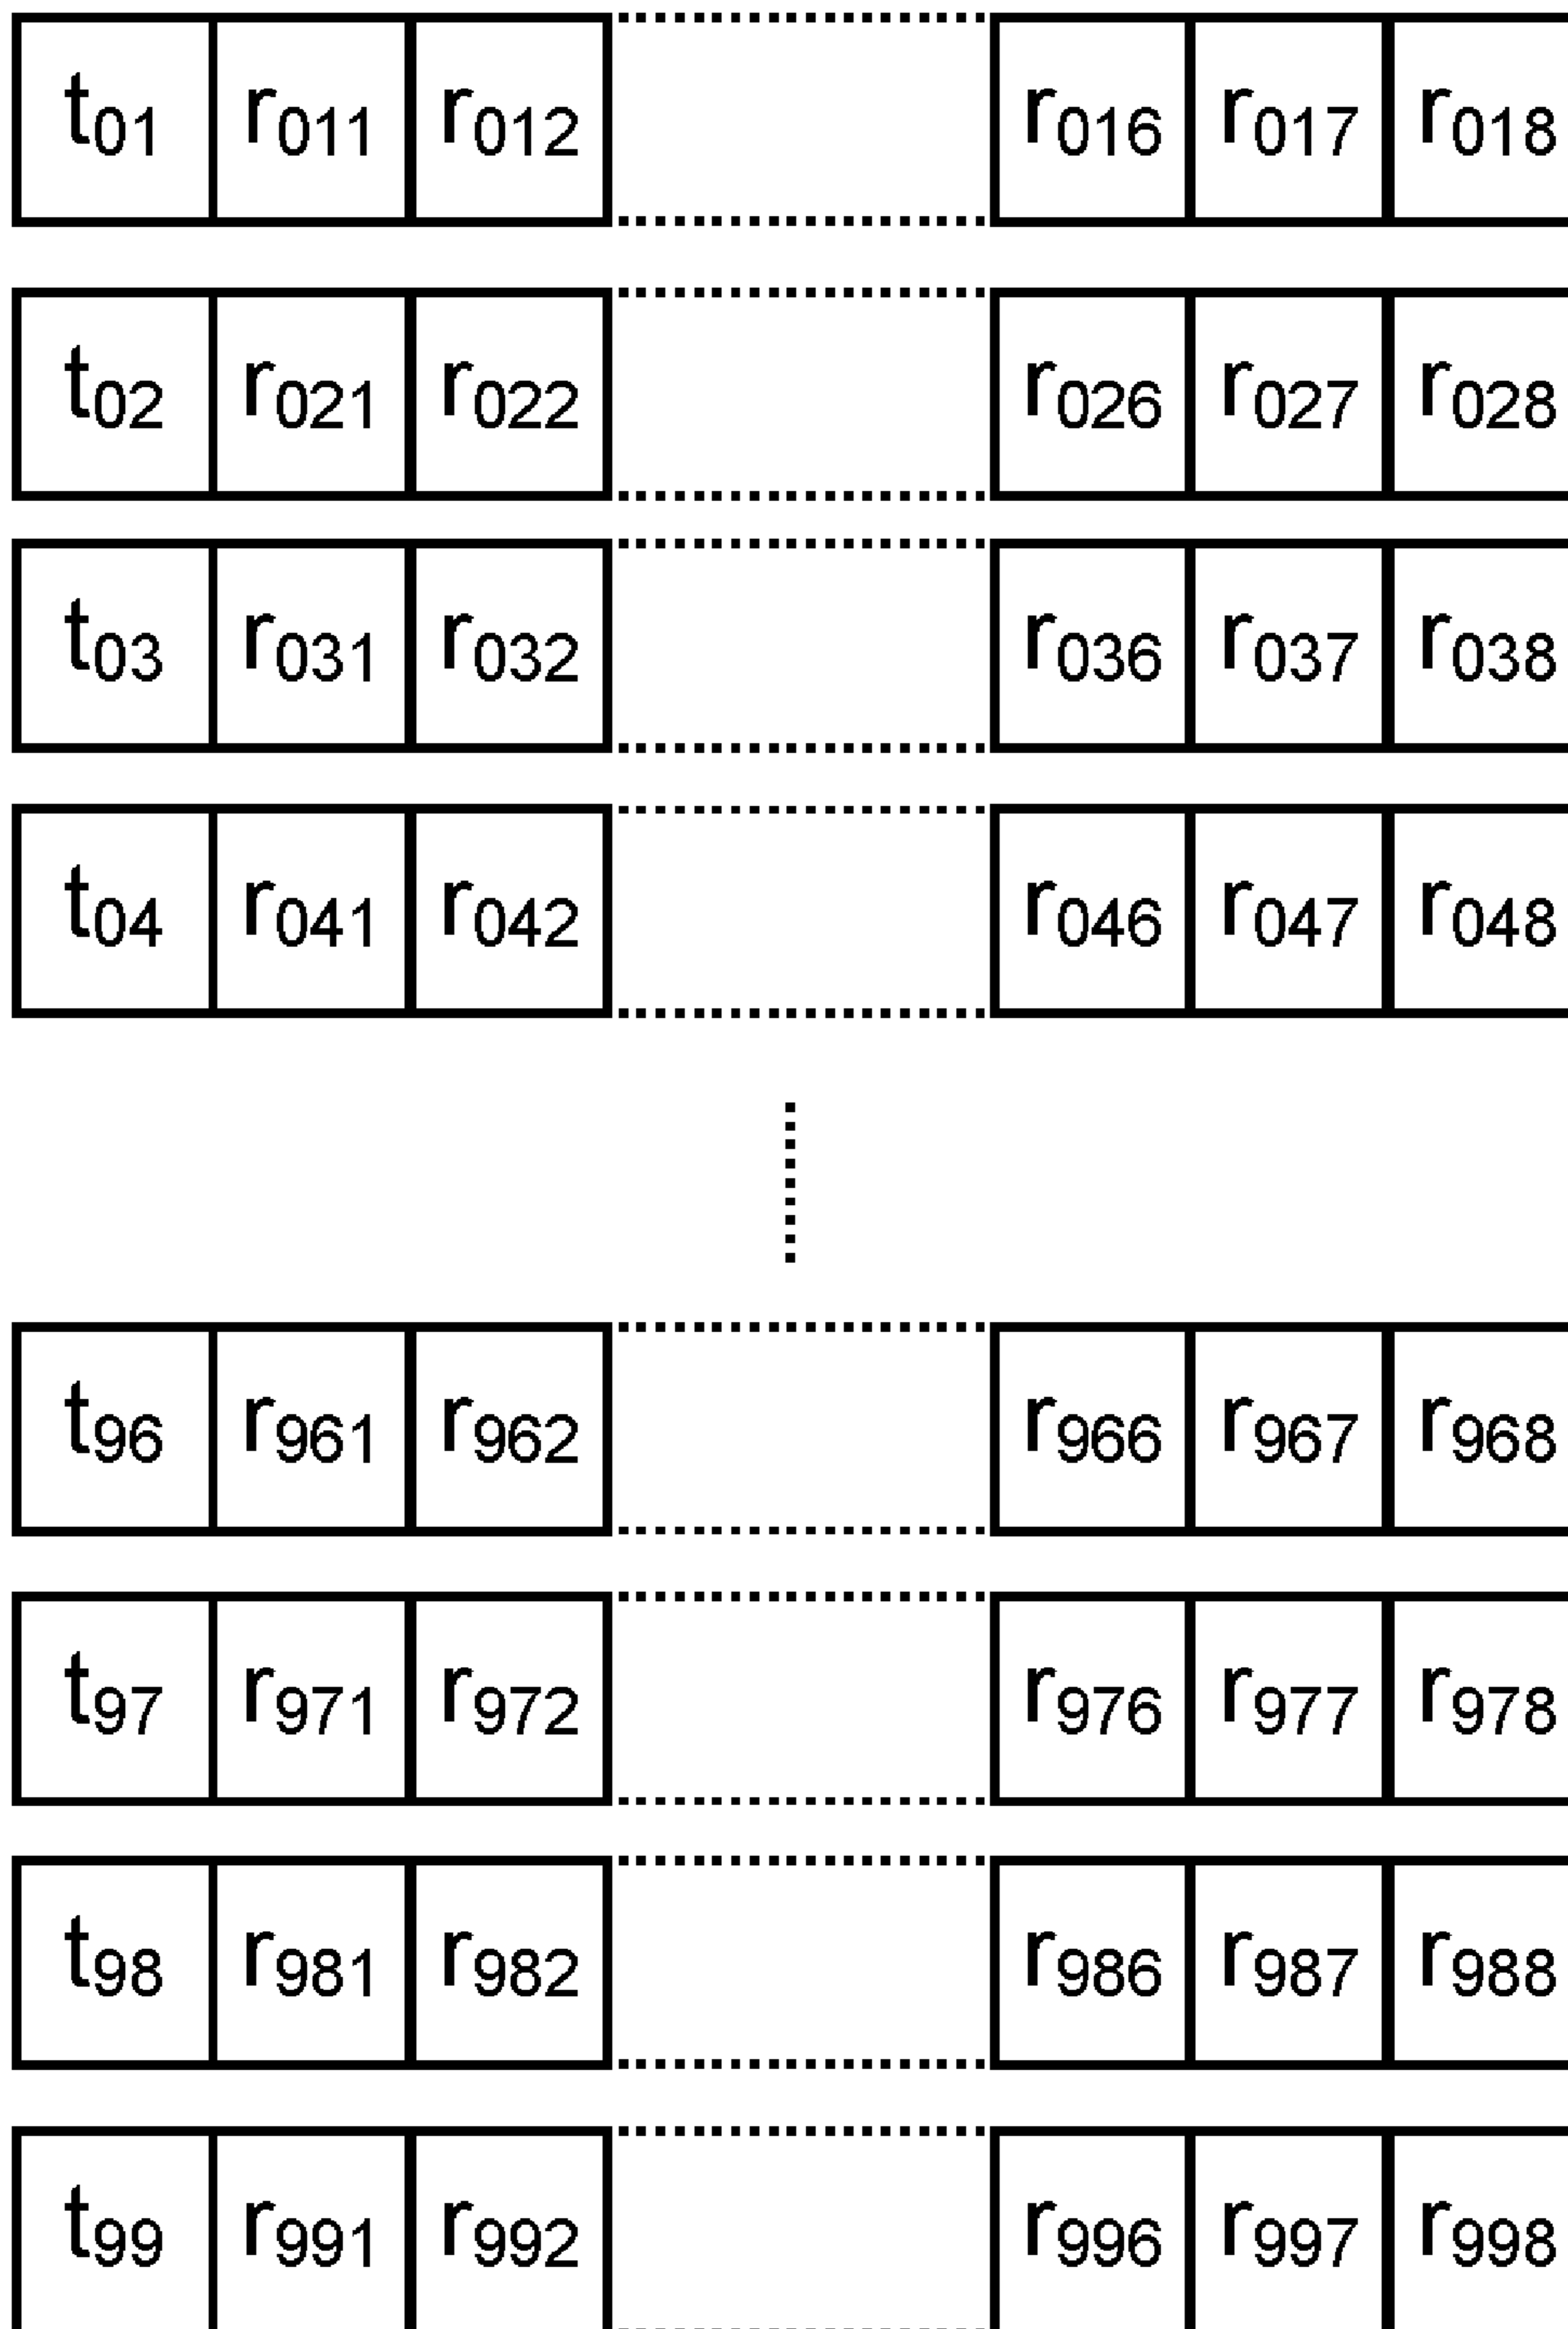 t01 r011 r012 r016 r017 r018
t02 r021 r022 r026 r027 r028
t03 r031 r032 r036 r037 r038
t04 r041 r042 r046 r047 r048
t96 r961 r962 r966 r967 r968
t97 r971 r972 r976 r977 r978
t98 r981 r982 r986 r987 r988
t99 r991 r992 r996 r997 r998